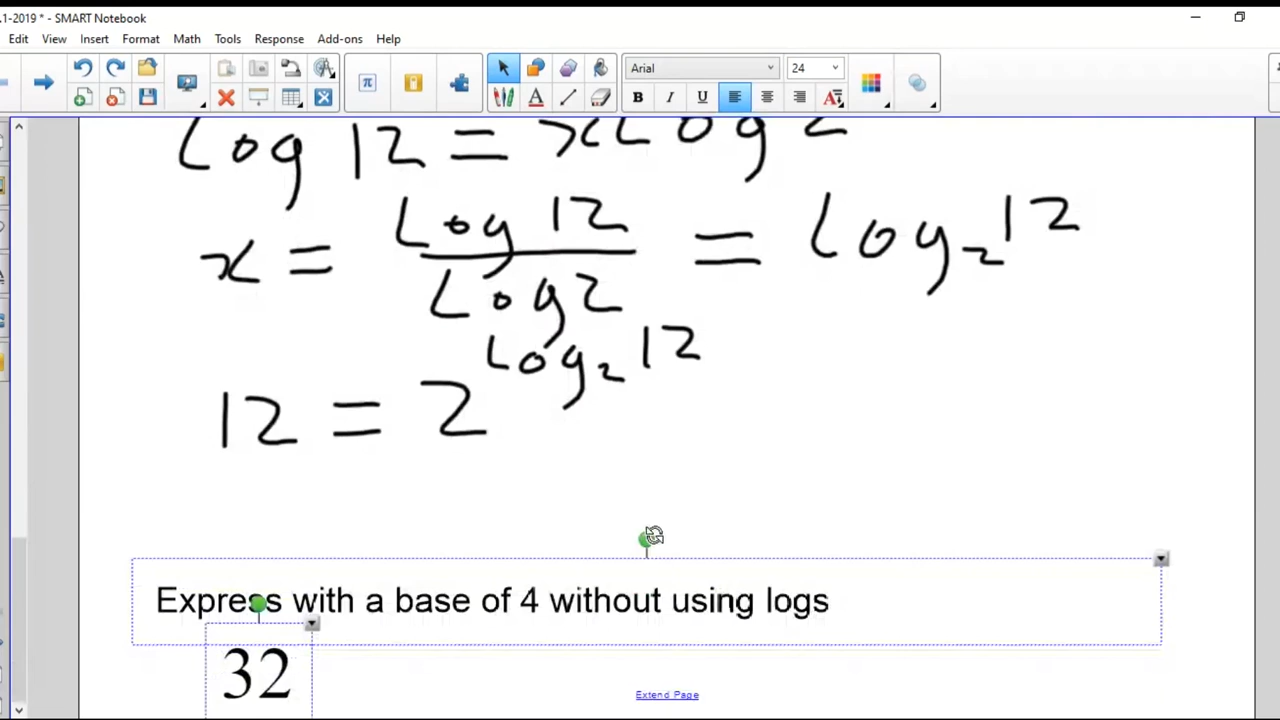 .1-2019 * - SMART Notebook
Edit View Insert Format Math Tools Response Add-ons Help
Arial 24
B I U A
Log 12 = x Log 2
x = Log 12 / Log 2 = Log₂ 12
12 = 2^Log₂ 12
Express with a base of 4 without using logs
32
Extend Page